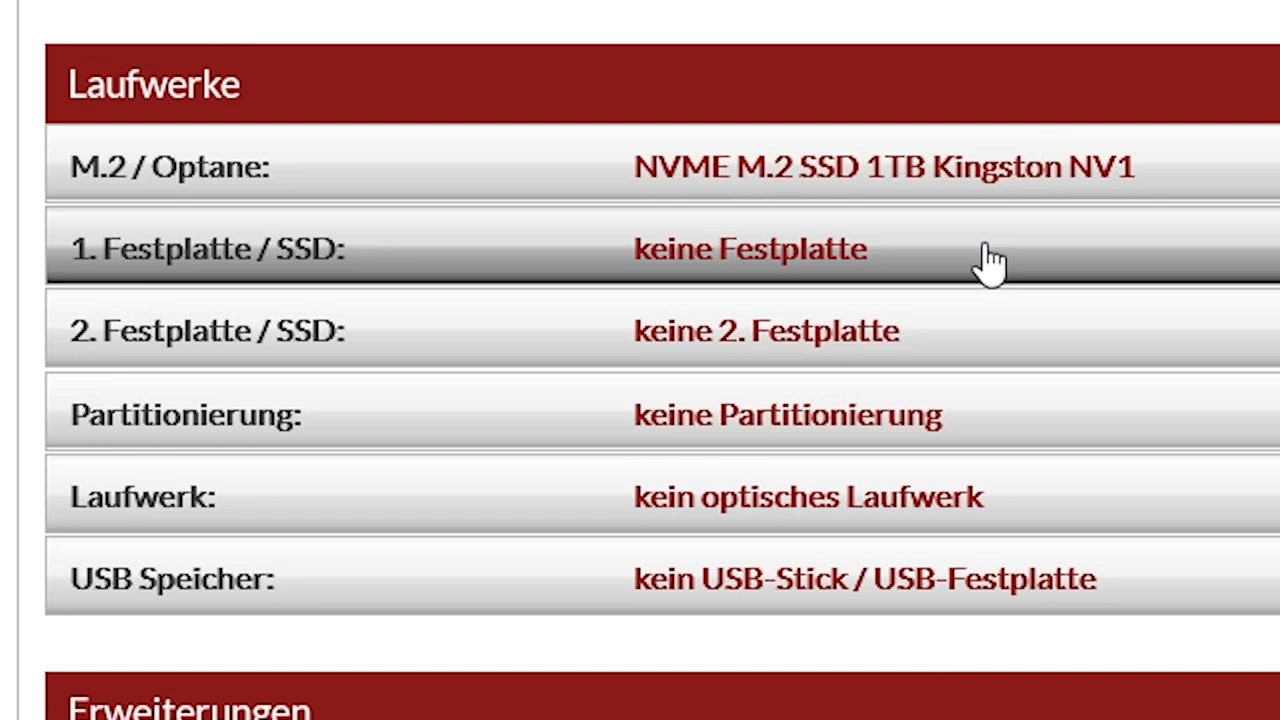 Laufwerke
M.2 / Optane: NVME M.2 SSD 1TB Kingston NV1
1. Festplatte / SSD: keine Festplatte
2. Festplatte / SSD: keine 2. Festplatte
Partitionierung: keine Partitionierung
Laufwerk: kein optisches Laufwerk
USB Speicher: kein USB-Stick / USB-Festplatte
Erweiterungen